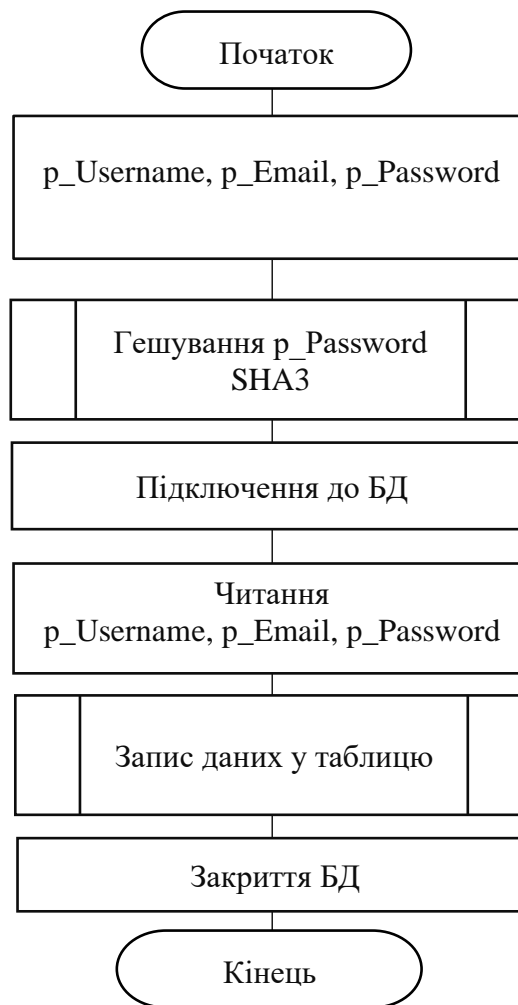 Початок
p_Username, p_Email, p_Password
Гешування p_Password
SHA3
Підключення до БД
Читання
p_Username, p_Email, p_Password
Запис даних у таблицю
Закриття БД
Кінець